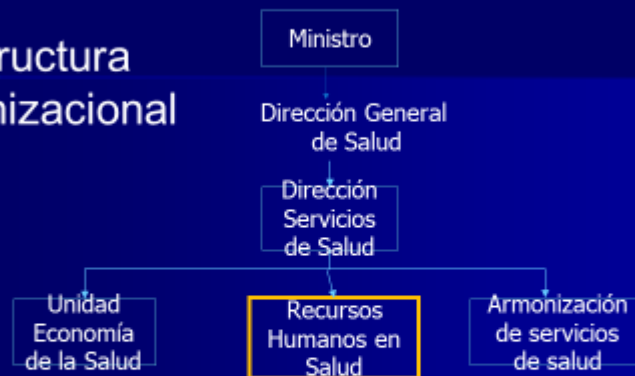 ructura
nizacional
Ministro
Dirección General
de Salud
Dirección
Servicios
de Salud
Unidad
Economía
de la Salud
Recursos
Humanos en
Salud
Armonización
de servicios
de salud